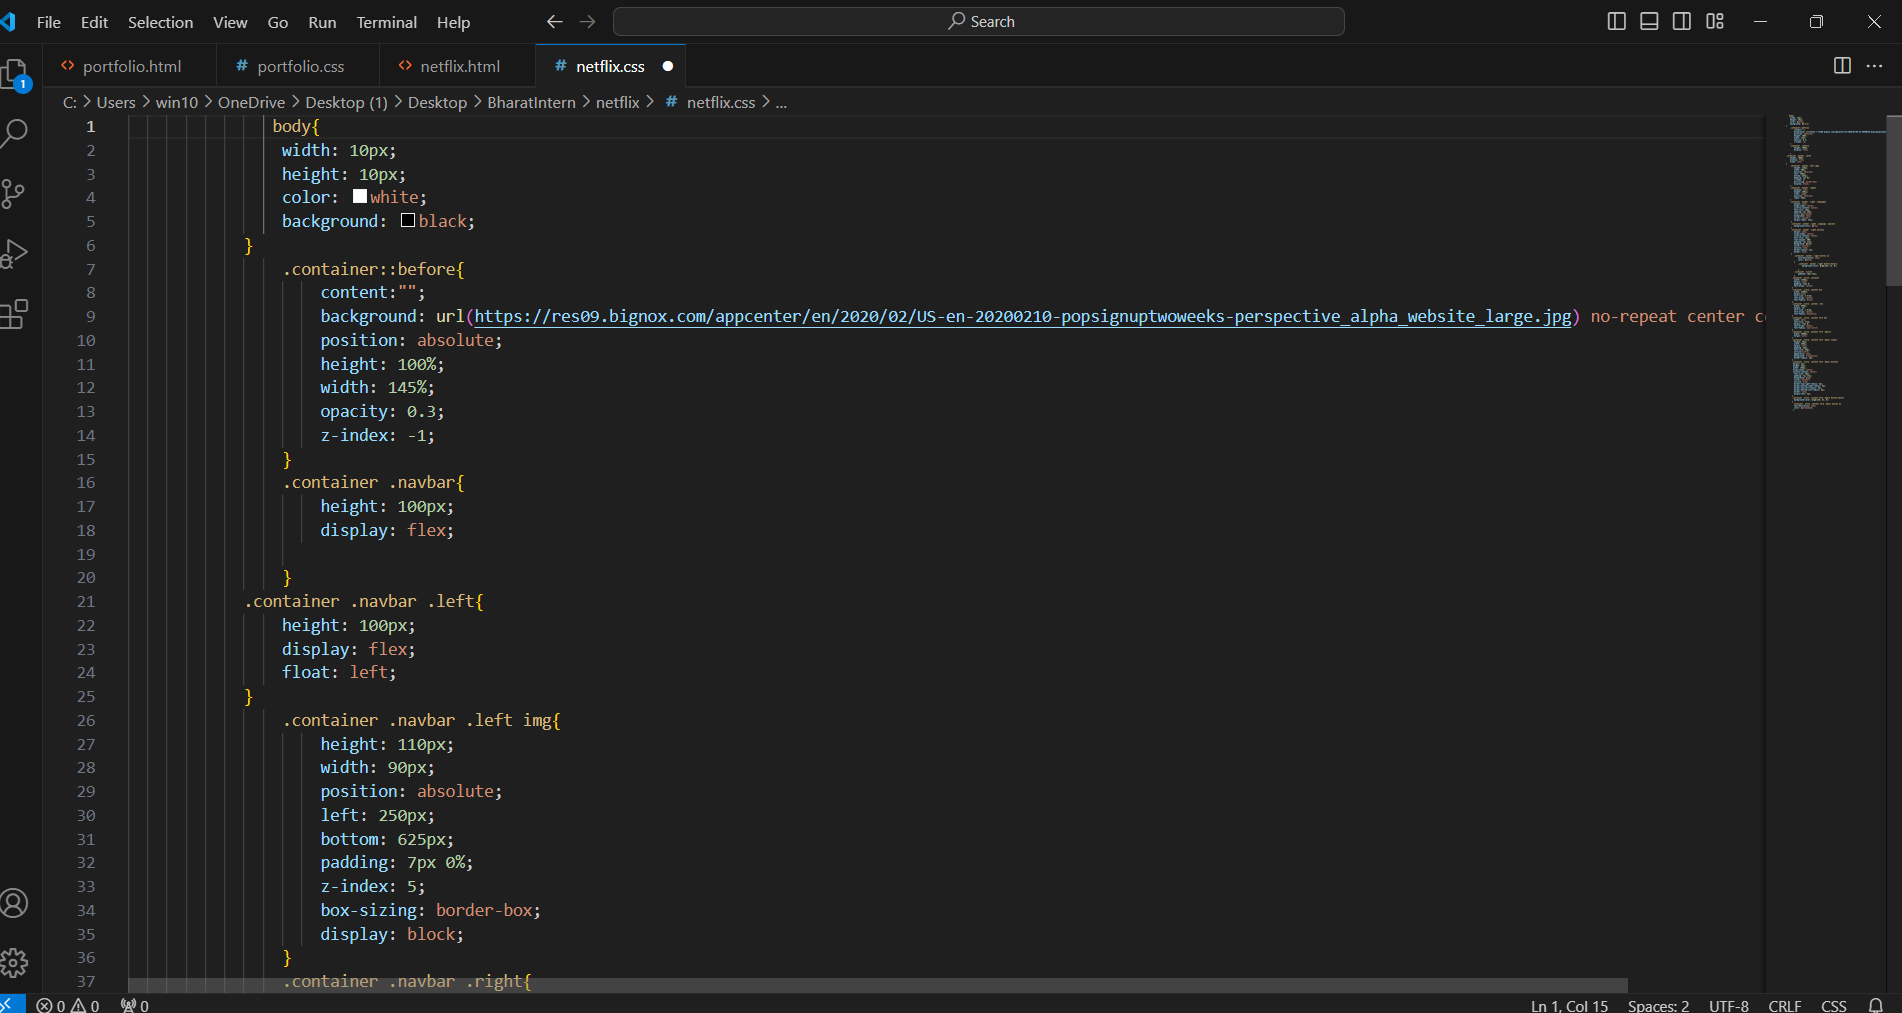 File Edit Selection View Go Run Terminal Help Search
portfolio.html portfolio.css netflix.html netflix.css
C: > Users > win10 > OneDrive > Desktop (1) > Desktop > BharatIntern > netflix > # netflix.css > ...
1 body{
2 width: 10px;
3 height: 10px;
4 color: white;
5 background: black;
6 }
7 .container::before{
8 content:"";
9 background: url(https://res09.bignox.com/appcenter/en/2020/02/US-en-20200210-popsignuptwoweeks-perspective_alpha_website_large.jpg) no-repeat center
10 position: absolute;
11 height: 100%;
12 width: 145%;
13 opacity: 0.3;
14 z-index: -1;
15 }
16 .container .navbar{
17 height: 100px;
18 display: flex;
19
20 }
21 .container .navbar .left{
22 height: 100px;
23 display: flex;
24 float: left;
25 }
26 .container .navbar .left img{
27 height: 110px;
28 width: 90px;
29 position: absolute;
30 left: 250px;
31 bottom: 625px;
32 padding: 7px 0%;
33 z-index: 5;
34 box-sizing: border-box;
35 display: block;
36 }
37 .container .navbar .right{
1
0 0 0 Ln 1, Col 15 Spaces: 2 UTF-8 CRLF CSS